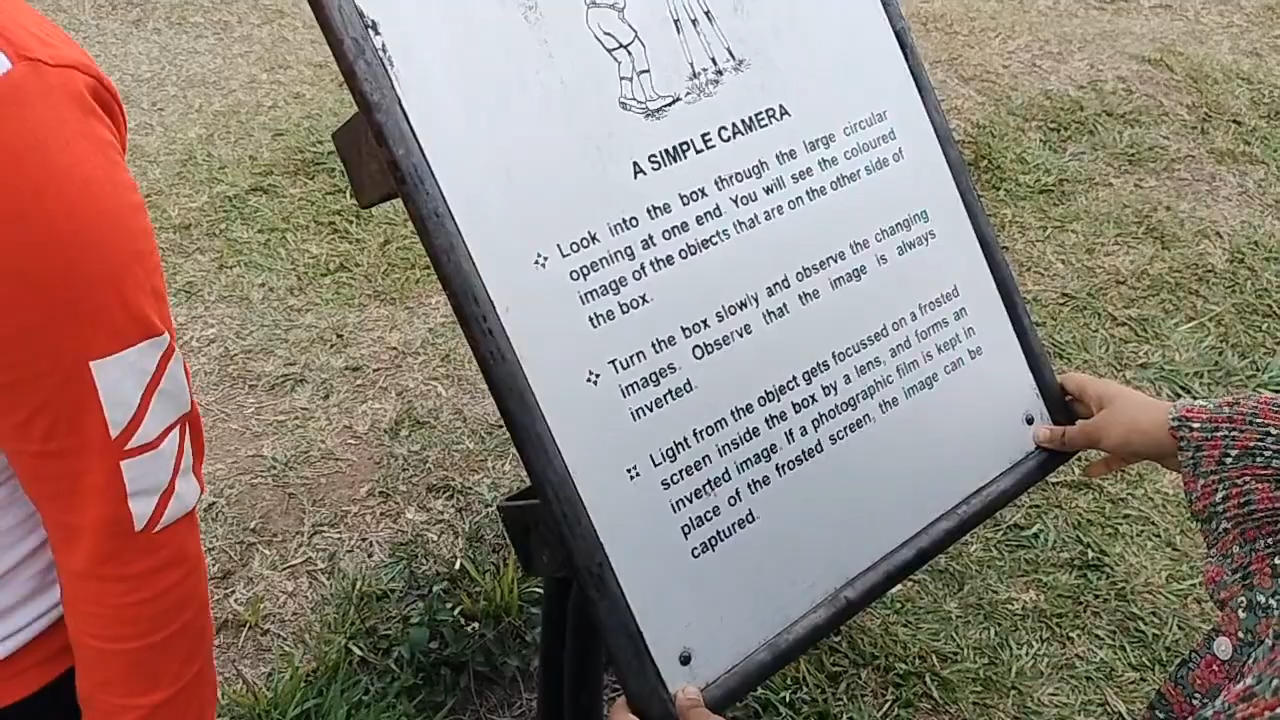 A SIMPLE CAMERA
Look into the box through the large circular
opening at one end. You will see the coloured
image of the objects that are on the other side of
the box.
Turn the box slowly and observe the changing
images. Observe that the image is always
inverted.
Light from the object gets focussed on a frosted
screen inside the box by a lens, and forms an
inverted image. If a photographic film is kept in
place of the frosted screen, the image can be
captured.